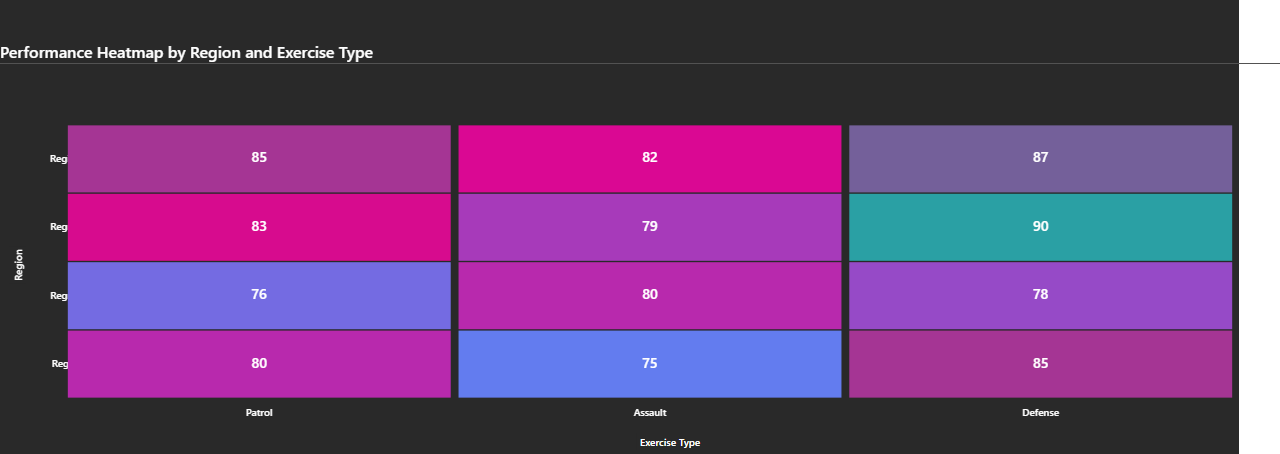 Performance Heatmap by Region and Exercise Type
Reg 85 82 87
Reg 83 79 90
Reg 76 80 78
Reg 80 75 85
Region
Patrol Assault Defense
Exercise Type